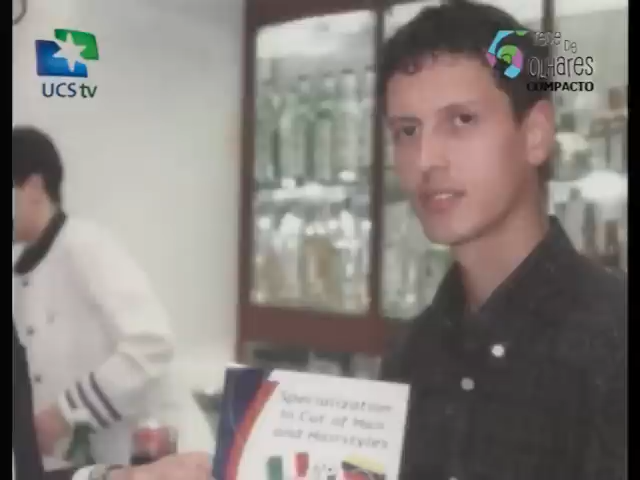 UCS tv
rede de
OLHARes
COMPACTO
Specialization
in Cut of Man
and Hairstyles